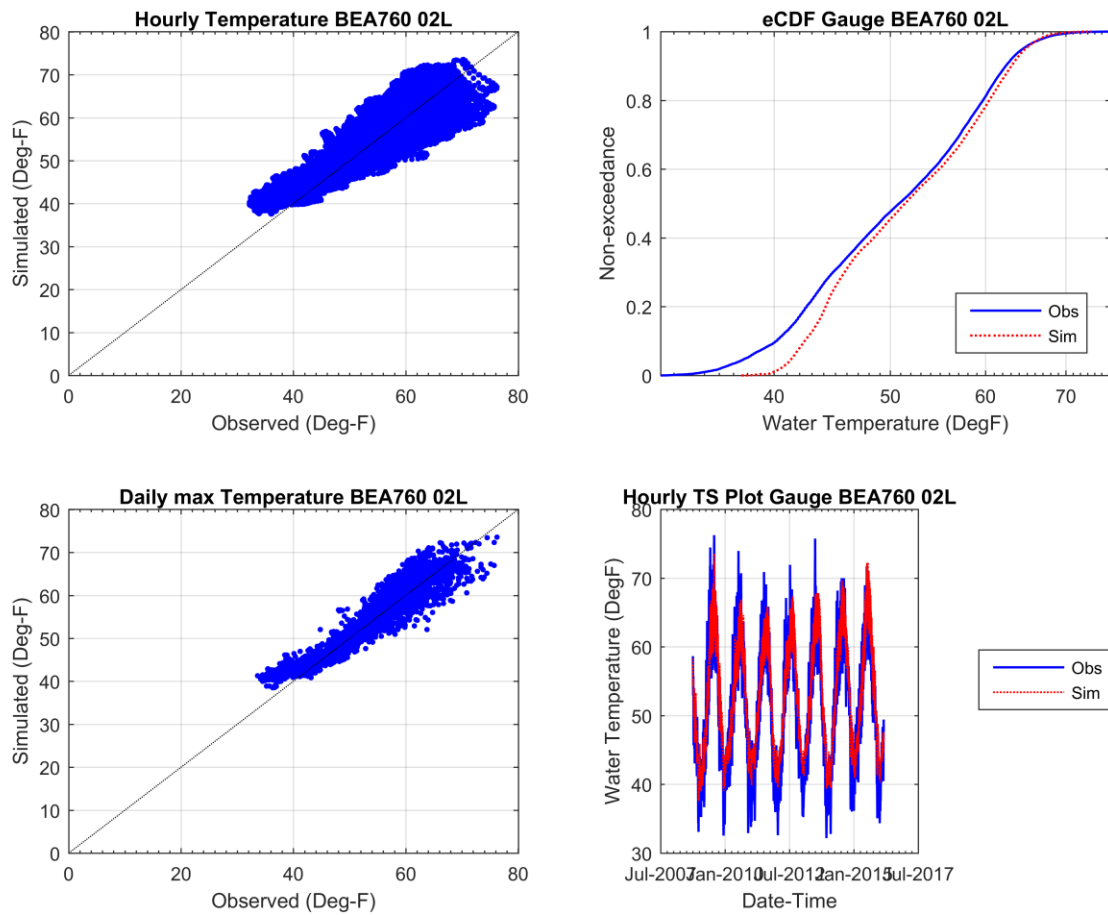 Hourly Temperature BEA760 02L
80
70
60
50
40
30
20
10
0
0 20 40 60 80
Simulated (Deg-F)
Observed (Deg-F)
eCDF Gauge BEA760 02L
1
0.8
0.6
0.4
0.2
0
40 50 60 70
Non-exceedance
Water Temperature (DegF)
Obs
Sim
Daily max Temperature BEA760 02L
80
70
60
50
40
30
20
10
0
0 20 40 60 80
Simulated (Deg-F)
Observed (Deg-F)
Hourly TS Plot Gauge BEA760 02L
80
70
60
50
40
30
Jul-2007 Jan-2010 Jul-2012 Jan-2015 Jul-2017
Water Temperature (DegF)
Date-Time
Obs
Sim